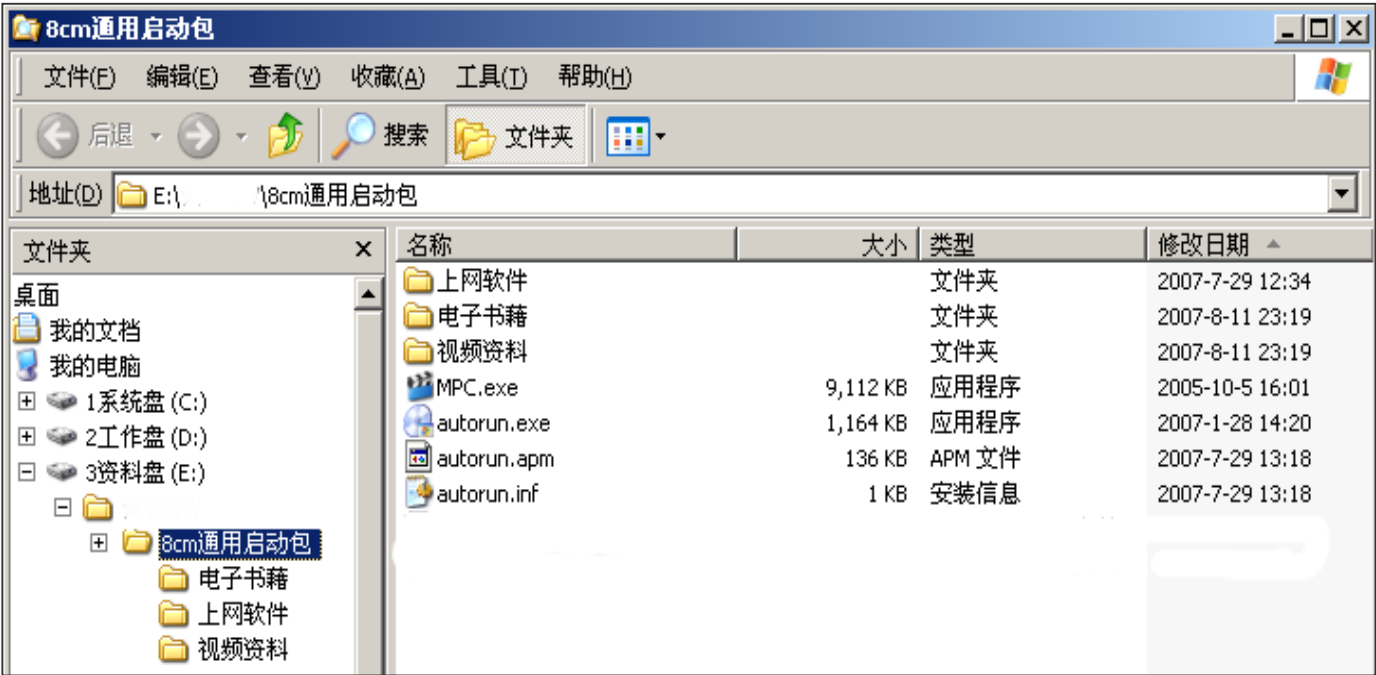 8cm通用启动包
文件(F) 编辑(E) 查看(V) 收藏(A) 工具(T) 帮助(H)
后退 搜索 文件夹
地址(D) E:\ \8cm通用启动包
文件夹 x
桌面
我的文档
我的电脑
1系统盘 (C:)
2工作盘 (D:)
3资料盘 (E:)
8cm通用启动包
电子书藉
上网软件
视频资料
名称 大小 类型 修改日期
上网软件 文件夹 2007-7-29 12:34
电子书藉 文件夹 2007-8-11 23:19
视频资料 文件夹 2007-8-11 23:19
MPC.exe 9,112 KB 应用程序 2005-10-5 16:01
autorun.exe 1,164 KB 应用程序 2007-1-28 14:20
autorun.apm 136 KB APM 文件 2007-7-29 13:18
autorun.inf 1 KB 安装信息 2007-7-29 13:18